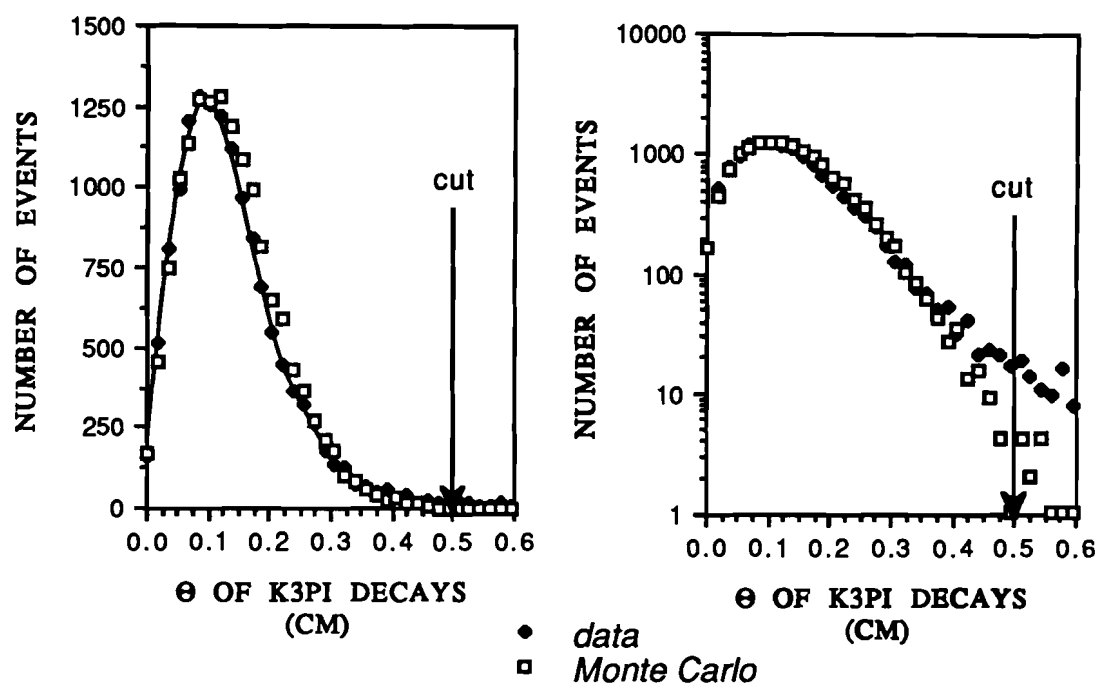 1500
1250
1000
750
500
250
0
NUMBER OF EVENTS
cut
0.0 0.1 0.2 0.3 0.4 0.5 0.6
Θ OF K3PI DECAYS
(CM)
10000
1000
100
10
1
NUMBER OF EVENTS
cut
0.0 0.1 0.2 0.3 0.4 0.5 0.6
Θ OF K3PI DECAYS
(CM)
data
Monte Carlo